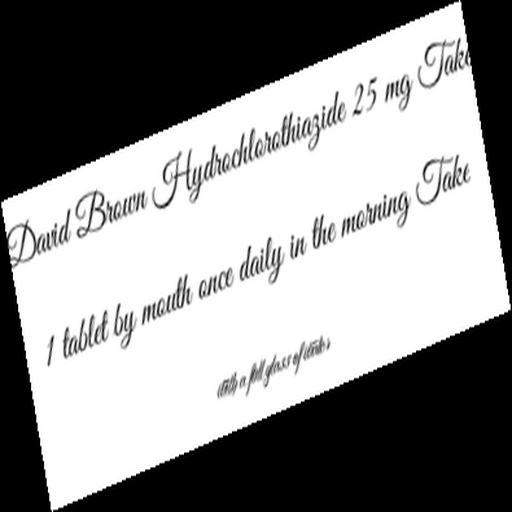 David Brown Hydrochlorothiazide 25 mg Take
1 tablet by mouth once daily in the morning Take
with a full glass of water